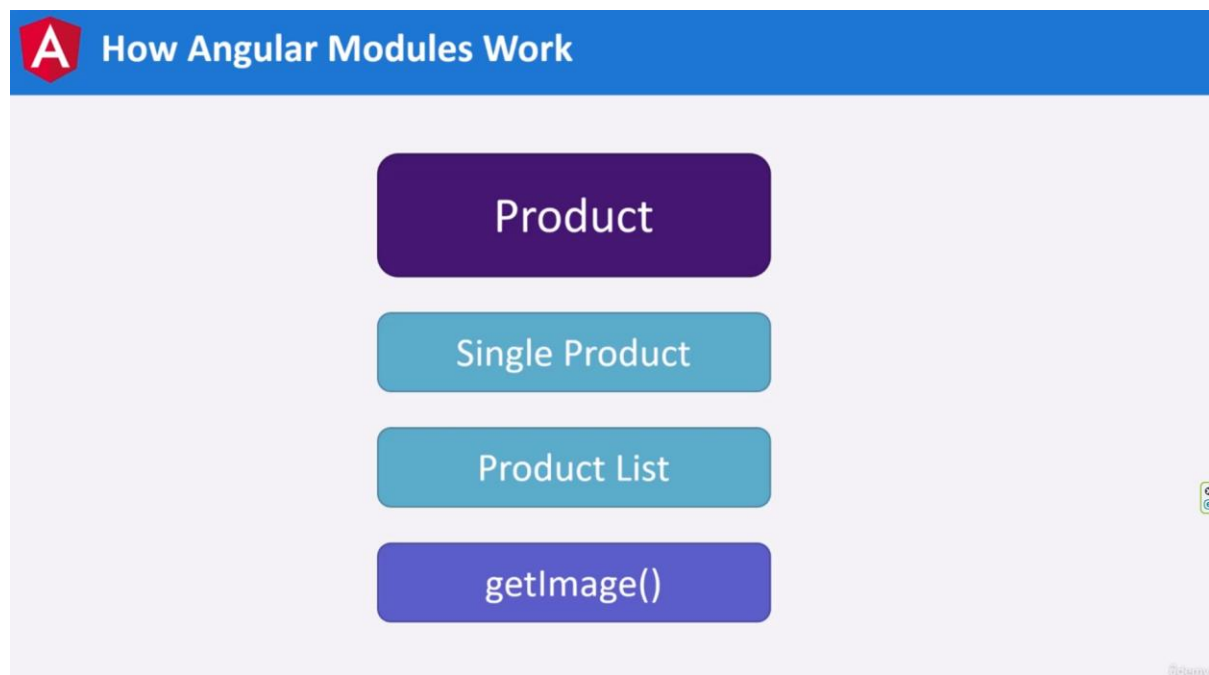 How Angular Modules Work
Product
Single Product
Product List
getImage()